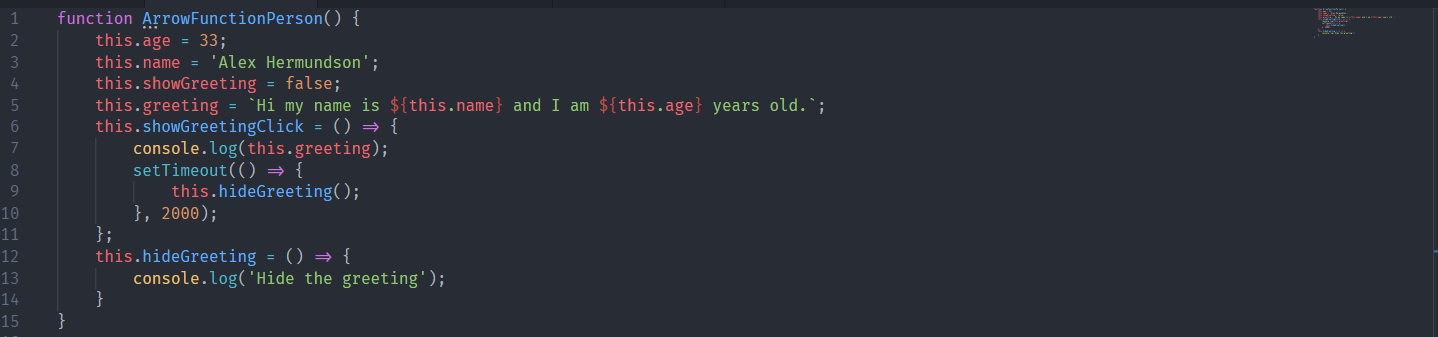 1 function ArrowFunctionPerson() {
2 this.age = 33;
3 this.name = 'Alex Hermundson';
4 this.showGreeting = false;
5 this.greeting = `Hi my name is ${this.name} and I am ${this.age} years old.`;
6 this.showGreetingClick = () => {
7 console.log(this.greeting);
8 setTimeout(() => {
9 this.hideGreeting();
10 }, 2000);
11 };
12 this.hideGreeting = () => {
13 console.log('Hide the greeting');
14 }
15 }